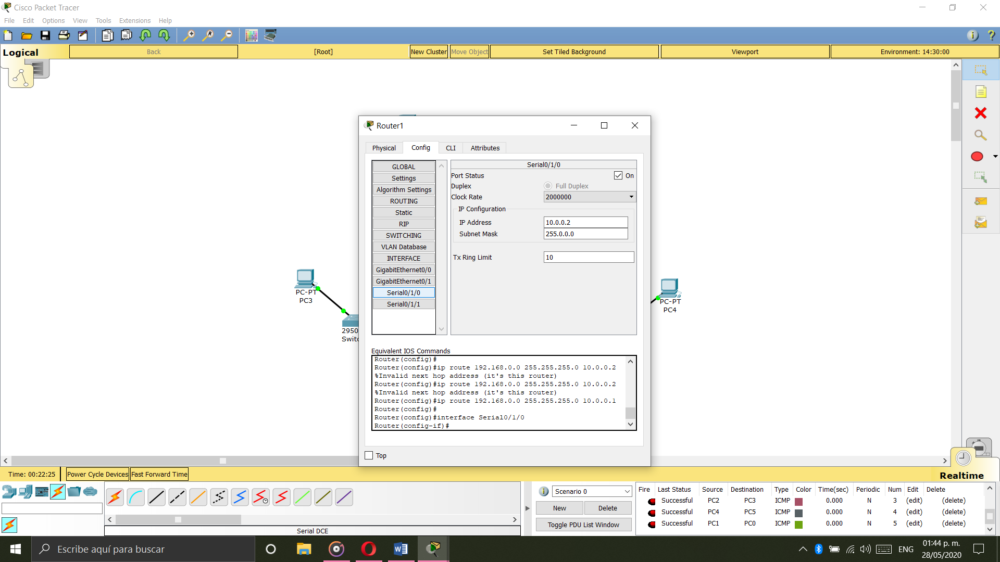 Cisco Packet Tracer
File Edit Options View Tools Extensions Help
Logical
Back
[Root]
New Cluster
Move Object
Set Tiled Background
Viewport
Environment: 14:30:00
Router1
Physical
Config
CLI
Attributes
GLOBAL
Settings
Algorithm Settings
ROUTING
Static
RIP
SWITCHING
VLAN Database
INTERFACE
GigabitEthernet0/0
GigabitEthernet0/1
Serial0/1/0
Serial0/1/1
Serial0/1/0
Port Status On
Duplex Full Duplex
Clock Rate 2000000
IP Configuration
IP Address 10.0.0.2
Subnet Mask 255.0.0.0
Tx Ring Limit 10
Equivalent IOS Commands
Router(config)#
Router(config)#ip route 192.168.0.0 255.255.255.0 10.0.0.2
%Invalid next hop address (it's this router)
Router(config)#ip route 192.168.0.0 255.255.255.0 10.0.0.2
%Invalid next hop address (it's this router)
Router(config)#ip route 192.168.0.0 255.255.255.0 10.0.0.1
Router(config)#
Router(config)#interface Serial0/1/0
Router(config-if)#
Top
PC-PT
PC3
2950
Switc
PC-PT
PC4
Time: 00:22:25
Power Cycle Devices
Fast Forward Time
Realtime
Serial DCE
Scenario 0
New
Delete
Toggle PDU List Window
Fire Last Status Source Destination Type Color Time(sec) Periodic Num Edit Delete
Successful PC2 PC3 ICMP 0.000 N 3 (edit) (delete)
Successful PC4 PC5 ICMP 0.000 N 4 (edit) (delete)
Successful PC1 PC0 ICMP 0.000 N 5 (edit) (delete)
Escribe aquí para buscar
ENG
01:44 p. m.
28/05/2020